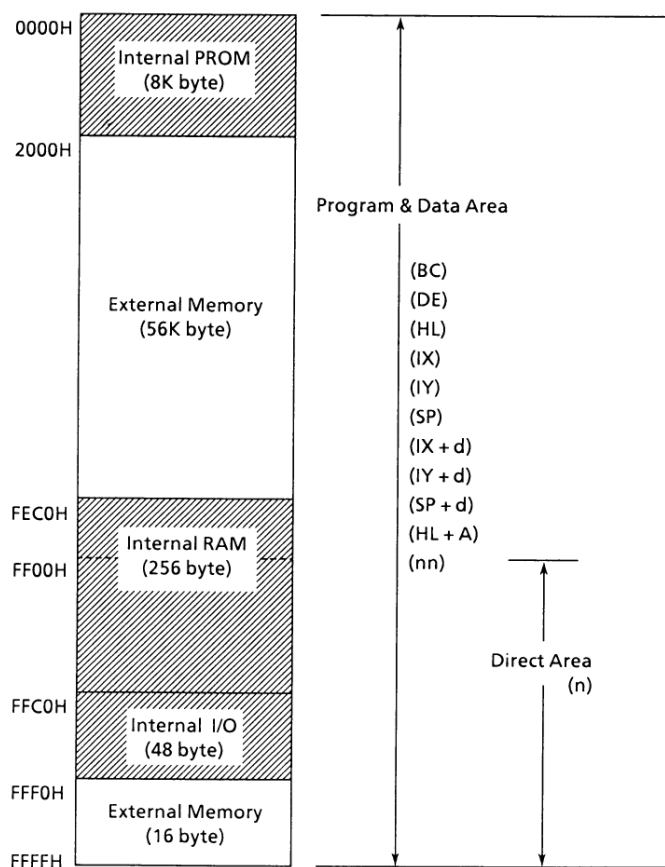 0000H
Internal PROM
(8K byte)
2000H
Program & Data Area
External Memory
(56K byte)
(BC)
(DE)
(HL)
(IX)
(IY)
(SP)
(IX + d)
(IY + d)
(SP + d)
(HL + A)
(nn)
FEC0H
Internal RAM
(256 byte)
FF00H
Direct Area
(n)
FFC0H
Internal I/O
(48 byte)
FFF0H
External Memory
(16 byte)
FFFFH